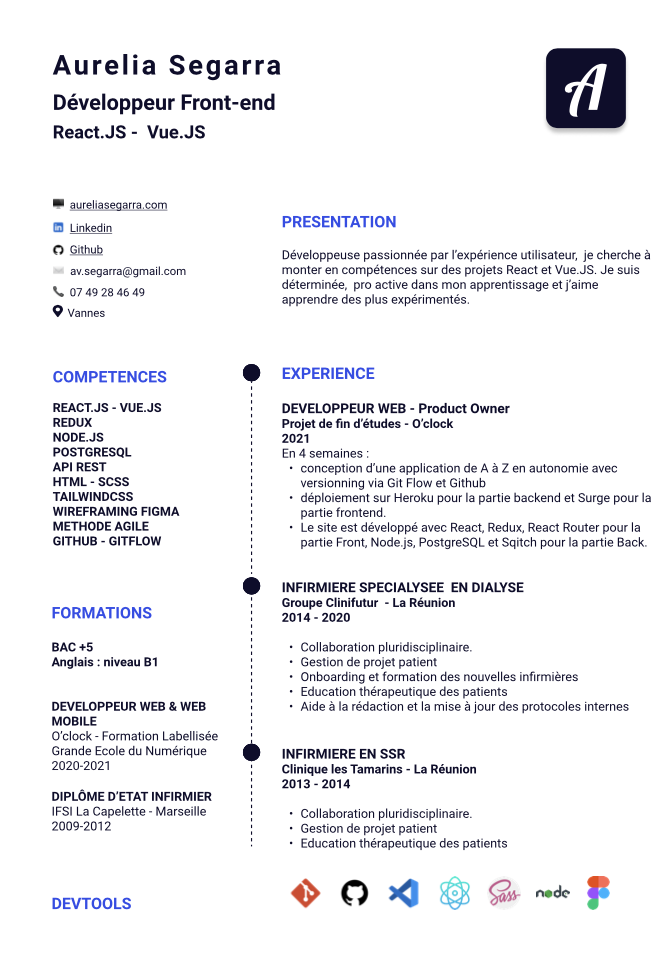 Aurelia Segarra
Développeur Front-end
React.JS - Vue.JS
A
aureliasegarra.com
Linkedin
Github
av.segarra@gmail.com
07 49 28 46 49
Vannes
PRESENTATION
Développeuse passionnée par l'expérience utilisateur, je cherche à
monter en compétences sur des projets React et Vue.JS. Je suis
déterminée, pro active dans mon apprentissage et j'aime
apprendre des plus expérimentés.
COMPETENCES
REACT.JS - VUE.JS
REDUX
NODE.JS
POSTGRESQL
API REST
HTML - SCSS
TAILWINDCSS
WIREFRAMING FIGMA
METHODE AGILE
GITHUB - GITFLOW
FORMATIONS
BAC +5
Anglais : niveau B1
DEVELOPPEUR WEB & WEB
MOBILE
O'clock - Formation Labellisée
Grande Ecole du Numérique
2020-2021
DIPLÔME D'ETAT INFIRMIER
IFSI La Capelette - Marseille
2009-2012
EXPERIENCE
DEVELOPPEUR WEB - Product Owner
Projet de fin d'études - O'clock
2021
En 4 semaines :
• conception d'une application de A à Z en autonomie avec
versionning via Git Flow et Github
• déploiement sur Heroku pour la partie backend et Surge pour la
partie frontend.
• Le site est développé avec React, Redux, React Router pour la
partie Front, Node.js, PostgreSQL et Sqitch pour la partie Back.
INFIRMIERE SPECIALYSEE EN DIALYSE
Groupe Clinifutur - La Réunion
2014 - 2020
• Collaboration pluridisciplinaire.
• Gestion de projet patient
• Onboarding et formation des nouvelles infirmières
• Education thérapeutique des patients
• Aide à la rédaction et la mise à jour des protocoles internes
INFIRMIERE EN SSR
Clinique les Tamarins - La Réunion
2013 - 2014
• Collaboration pluridisciplinaire.
• Gestion de projet patient
• Education thérapeutique des patients
DEVTOOLS
Sass
node